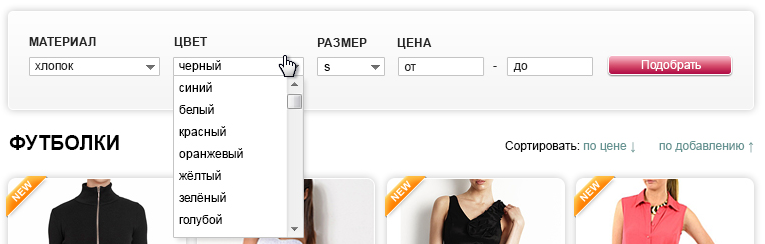 МАТЕРИАЛ ЦВЕТ РАЗМЕР ЦЕНА
хлопок черный s от - до Подобрать
синий
белый
красный
оранжевый
жёлтый
зелёный
голубой
ФУТБОЛКИ
Сортировать: по цене ↓ по добавлению ↑
NEW NEW NEW